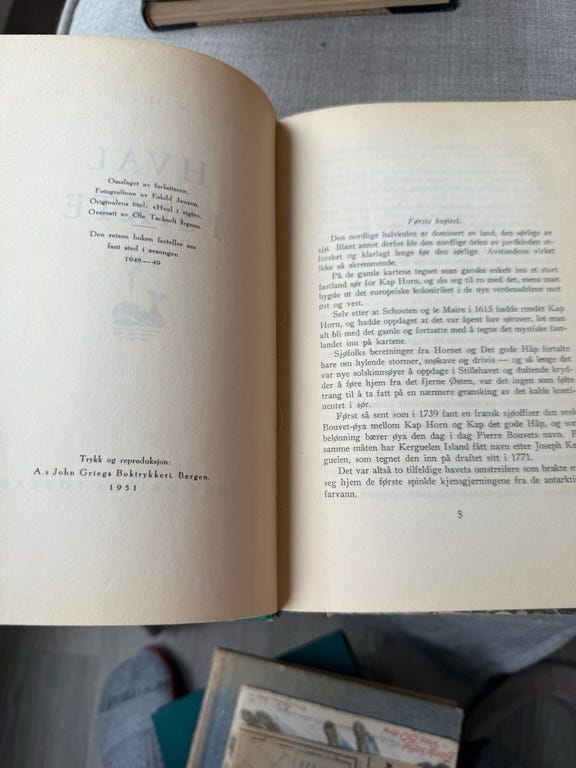 HVAL
Omslaget av forfatteren.
Fotografiene av Eskild Jensen.
Originalens titel: «Hval i sigte».
Oversatt av Ole Tschudi Irgens.
Den reisen boken forteller om
fant sted i sesongen
1948—49
Trykk og reproduksjon:
A.s John Griegs Boktrykkeri, Bergen.
1951
Første kapitel.
Den nordlige halvkulen er dominert av land, den sørlige av
sjø. Blant annet derfor ble den nordlige delen av jordkloden ut-
forsket og klarlagt lenge før den sørlige. Avstandene virket
ikke så skremmende.
På de gamle kartene tegnet man ganske enkelt inn et stort
fastland sør for Kap Horn, og slo seg til ro med det, mens man
bygde ut det europeiske koloniriket i de nye verdensdelene mot
øst og vest.
Selv etter at Schouten og le Maire i 1615 hadde rundet Kap
Horn, og hadde oppdaget at det var åpent hav sørover, lot man
alt bli med det gamle og fortsatte med å tegne det mystiske fast-
landet inn på kartene.
Sjøfolks beretninger fra Hornet og Det gode Håp fortalte
bare om hylende stormer, snøkave og drivis — og så lenge det
var nye solskinnsøyer å oppdage i Stillehavet og duftende kryd-
der å føre hjem fra det fjerne Østen, var det ingen som følte
trang til å ta fatt på en nærmere gransking av det kalde konti-
nentet i sør.
Først så sent som i 1739 fant en fransk sjøoffiser den vesle
Bouvet-øya mellom Kap Horn og Kap det gode Håp, og som
belønning bærer øya den dag i dag Pierre Bouvets navn. På
samme måten har Kerguelen Island fått navn etter Joseph Ker-
guelen, som tegnet den inn på draftet sitt i 1771.
Det var altså to tilfeldige havets omstreifere som brakte med
seg hjem de første spinkle kjensgjerningene fra de antarktiske
farvann.
5
50 øre